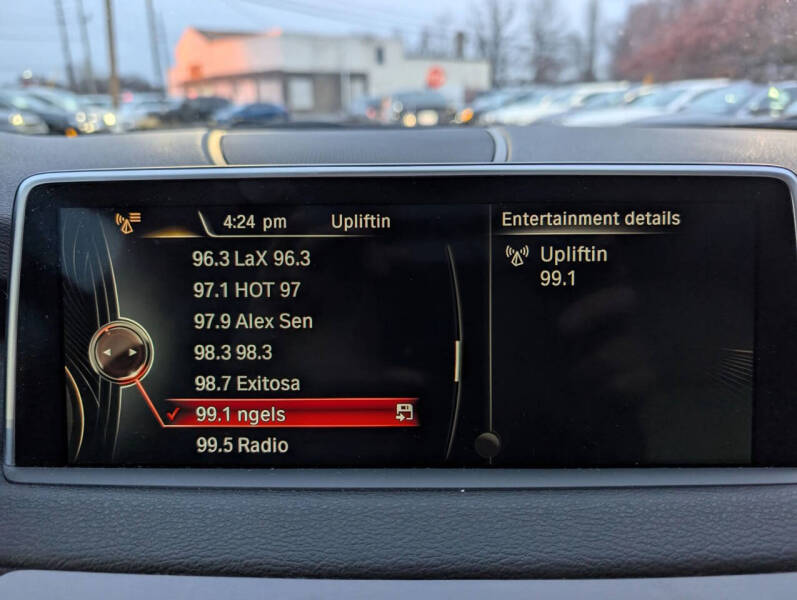 4:24 pm Upliftin
96.3 LaX 96.3
97.1 HOT 97
97.9 Alex Sen
98.3 98.3
98.7 Exitosa
99.1 ngels
99.5 Radio
Entertainment details
Upliftin
99.1